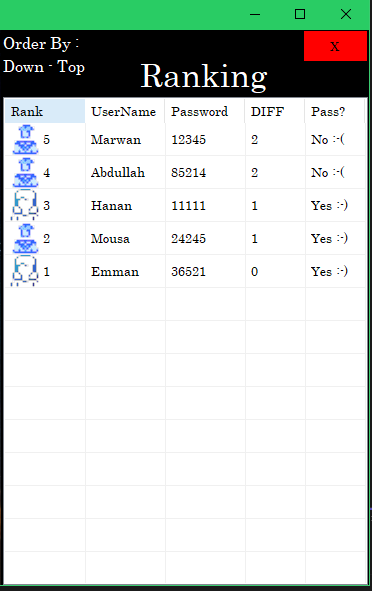 Order By :
X
Down - Top
Ranking
Rank UserName Password DIFF Pass?
5 Marwan 12345 2 No :-(
4 Abdullah 85214 2 No :-(
3 Hanan 11111 1 Yes :-)
2 Mousa 24245 1 Yes :-)
1 Emman 36521 0 Yes :-)